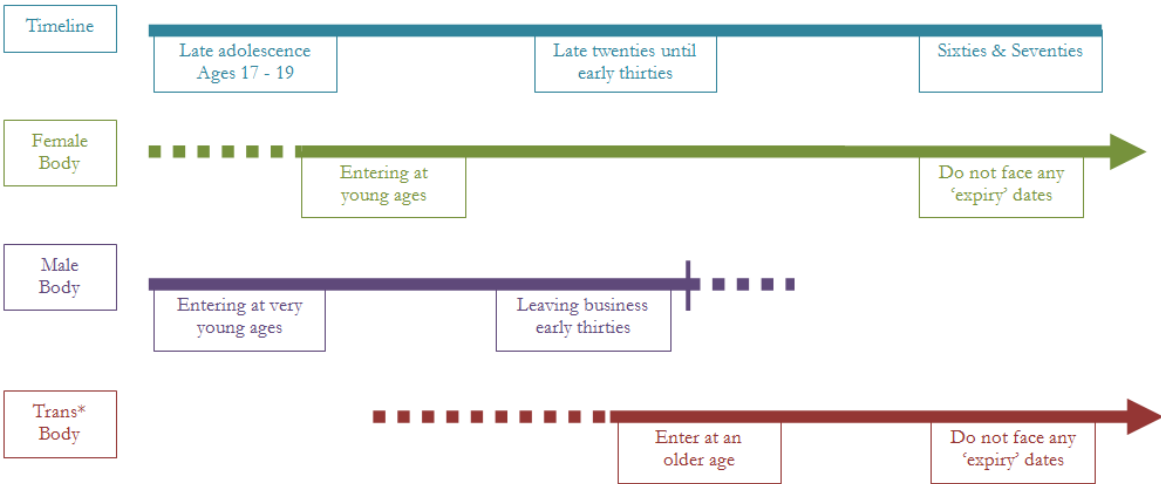 Timeline
Late adolescence
Ages 17 - 19
Late twenties until
early thirties
Sixties & Seventies
Female
Body
Entering at
young ages
Do not face any
‘expiry’ dates
Male
Body
Entering at very
young ages
Leaving business
early thirties
Trans*
Body
Enter at an
older age
Do not face any
‘expiry’ dates